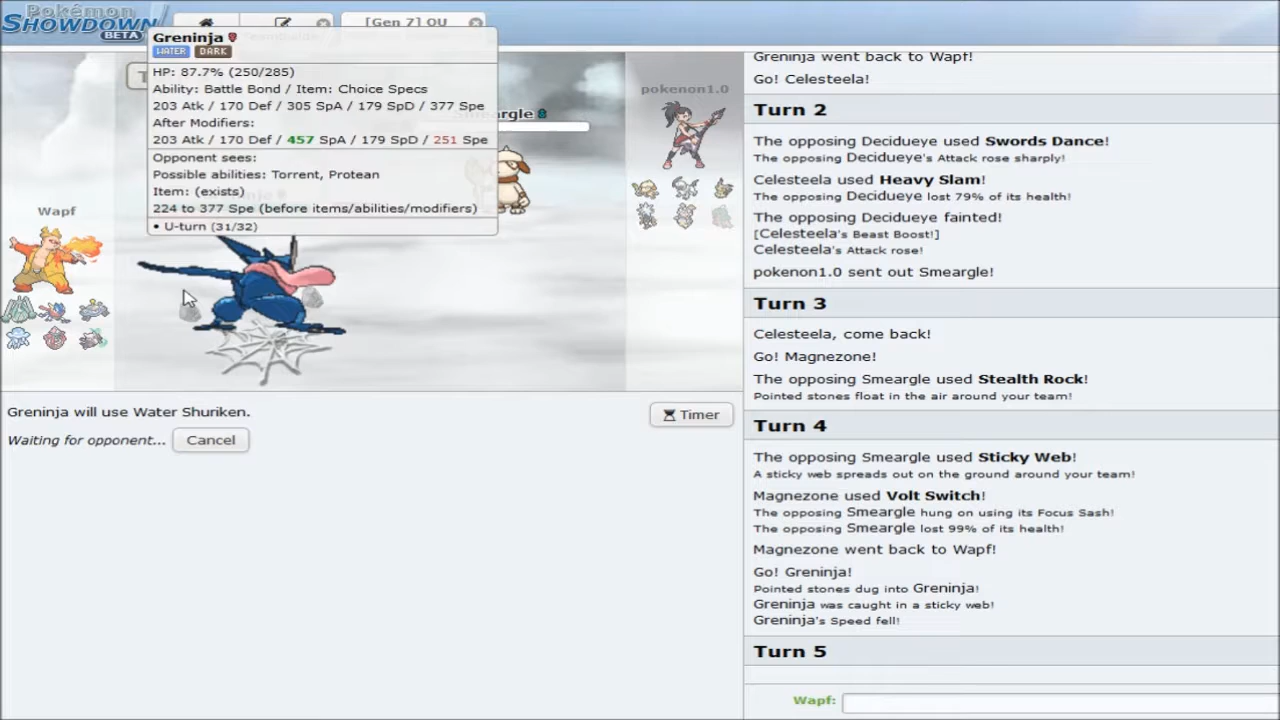 Pokémon
SHOWDOWN
BETA
[Gen 7] OU
Greninja
WATER DARK
HP: 87.7% (250/285)
Ability: Battle Bond / Item: Choice Specs
203 Atk / 170 Def / 305 SpA / 179 SpD / 377 Spe
After Modifiers:
203 Atk / 170 Def / 457 SpA / 179 SpD / 251 Spe
Opponent sees:
Possible abilities: Torrent, Protean
Item: (exists)
224 to 377 Spe (before items/abilities/modifiers)
• U-turn (31/32)
Smeargle
pokenon1.0
Wapf
Greninja will use Water Shuriken.
Timer
Waiting for opponent... Cancel
Greninja went back to Wapf!
Go! Celesteela!
Turn 2
The opposing Decidueye used Swords Dance!
The opposing Decidueye's Attack rose sharply!
Celesteela used Heavy Slam!
The opposing Decidueye lost 79% of its health!
The opposing Decidueye fainted!
[Celesteela's Beast Boost!]
Celesteela's Attack rose!
pokenon1.0 sent out Smeargle!
Turn 3
Celesteela, come back!
Go! Magnezone!
The opposing Smeargle used Stealth Rock!
Pointed stones float in the air around your team!
Turn 4
The opposing Smeargle used Sticky Web!
A sticky web spreads out on the ground around your team!
Magnezone used Volt Switch!
The opposing Smeargle hung on using its Focus Sash!
The opposing Smeargle lost 99% of its health!
Magnezone went back to Wapf!
Go! Greninja!
Pointed stones dug into Greninja!
Greninja was caught in a sticky web!
Greninja's Speed fell!
Turn 5
Wapf: